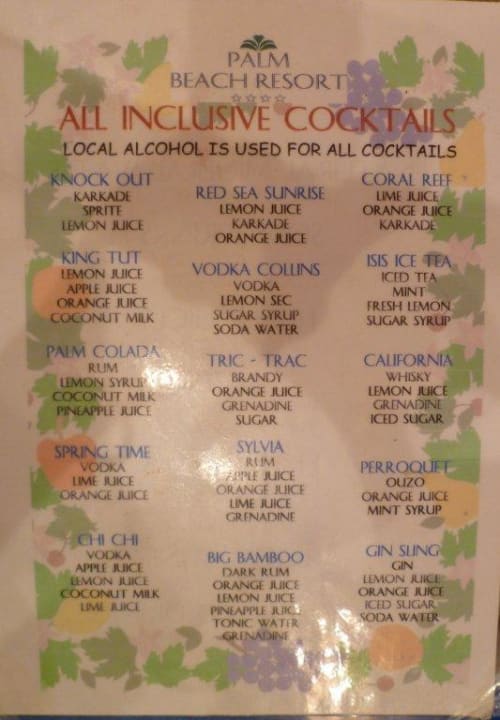 PALM
BEACH RESORT
ALL INCLUSIVE COCKTAILS
LOCAL ALCOHOL IS USED FOR ALL COCKTAILS
KNOCK OUT
KARKADE
SPRITE
LEMON JUICE
RED SEA SUNRISE
LEMON JUICE
KARKADE
ORANGE JUICE
CORAL REEF
LIME JUICE
ORANGE JUICE
KARKADE
KING TUT
LEMON JUICE
APPLE JUICE
ORANGE JUICE
COCONUT MILK
VODKA COLLINS
VODKA
LEMON SEC
SUGAR SYRUP
SODA WATER
ISIS ICE TEA
ICED TEA
MINT
FRESH LEMON
SUGAR SYRUP
PALM COLADA
RUM
LEMON SYRUP
COCONUT MILK
PINEAPPLE JUICE
TRIC - TRAC
BRANDY
ORANGE JUICE
GRENADINE
SUGAR
CALIFORNIA
WHISKY
LEMON JUICE
GRENADINE
ICED SUGAR
SPRING TIME
VODKA
LIME JUICE
ORANGE JUICE
SYLVIA
RUM
APPLE JUICE
ORANGE JUICE
LIME JUICE
GRENADINE
PERROQUET
OUZO
ORANGE JUICE
MINT SYRUP
CHI CHI
VODKA
APPLE JUICE
LEMON JUICE
COCONUT MILK
LIME JUICE
BIG BAMBOO
DARK RUM
ORANGE JUICE
LEMON JUICE
PINEAPPLE JUICE
TONIC WATER
GRENADINE
GIN SLING
GIN
LEMON JUICE
ORANGE JUICE
ICED SUGAR
SODA WATER